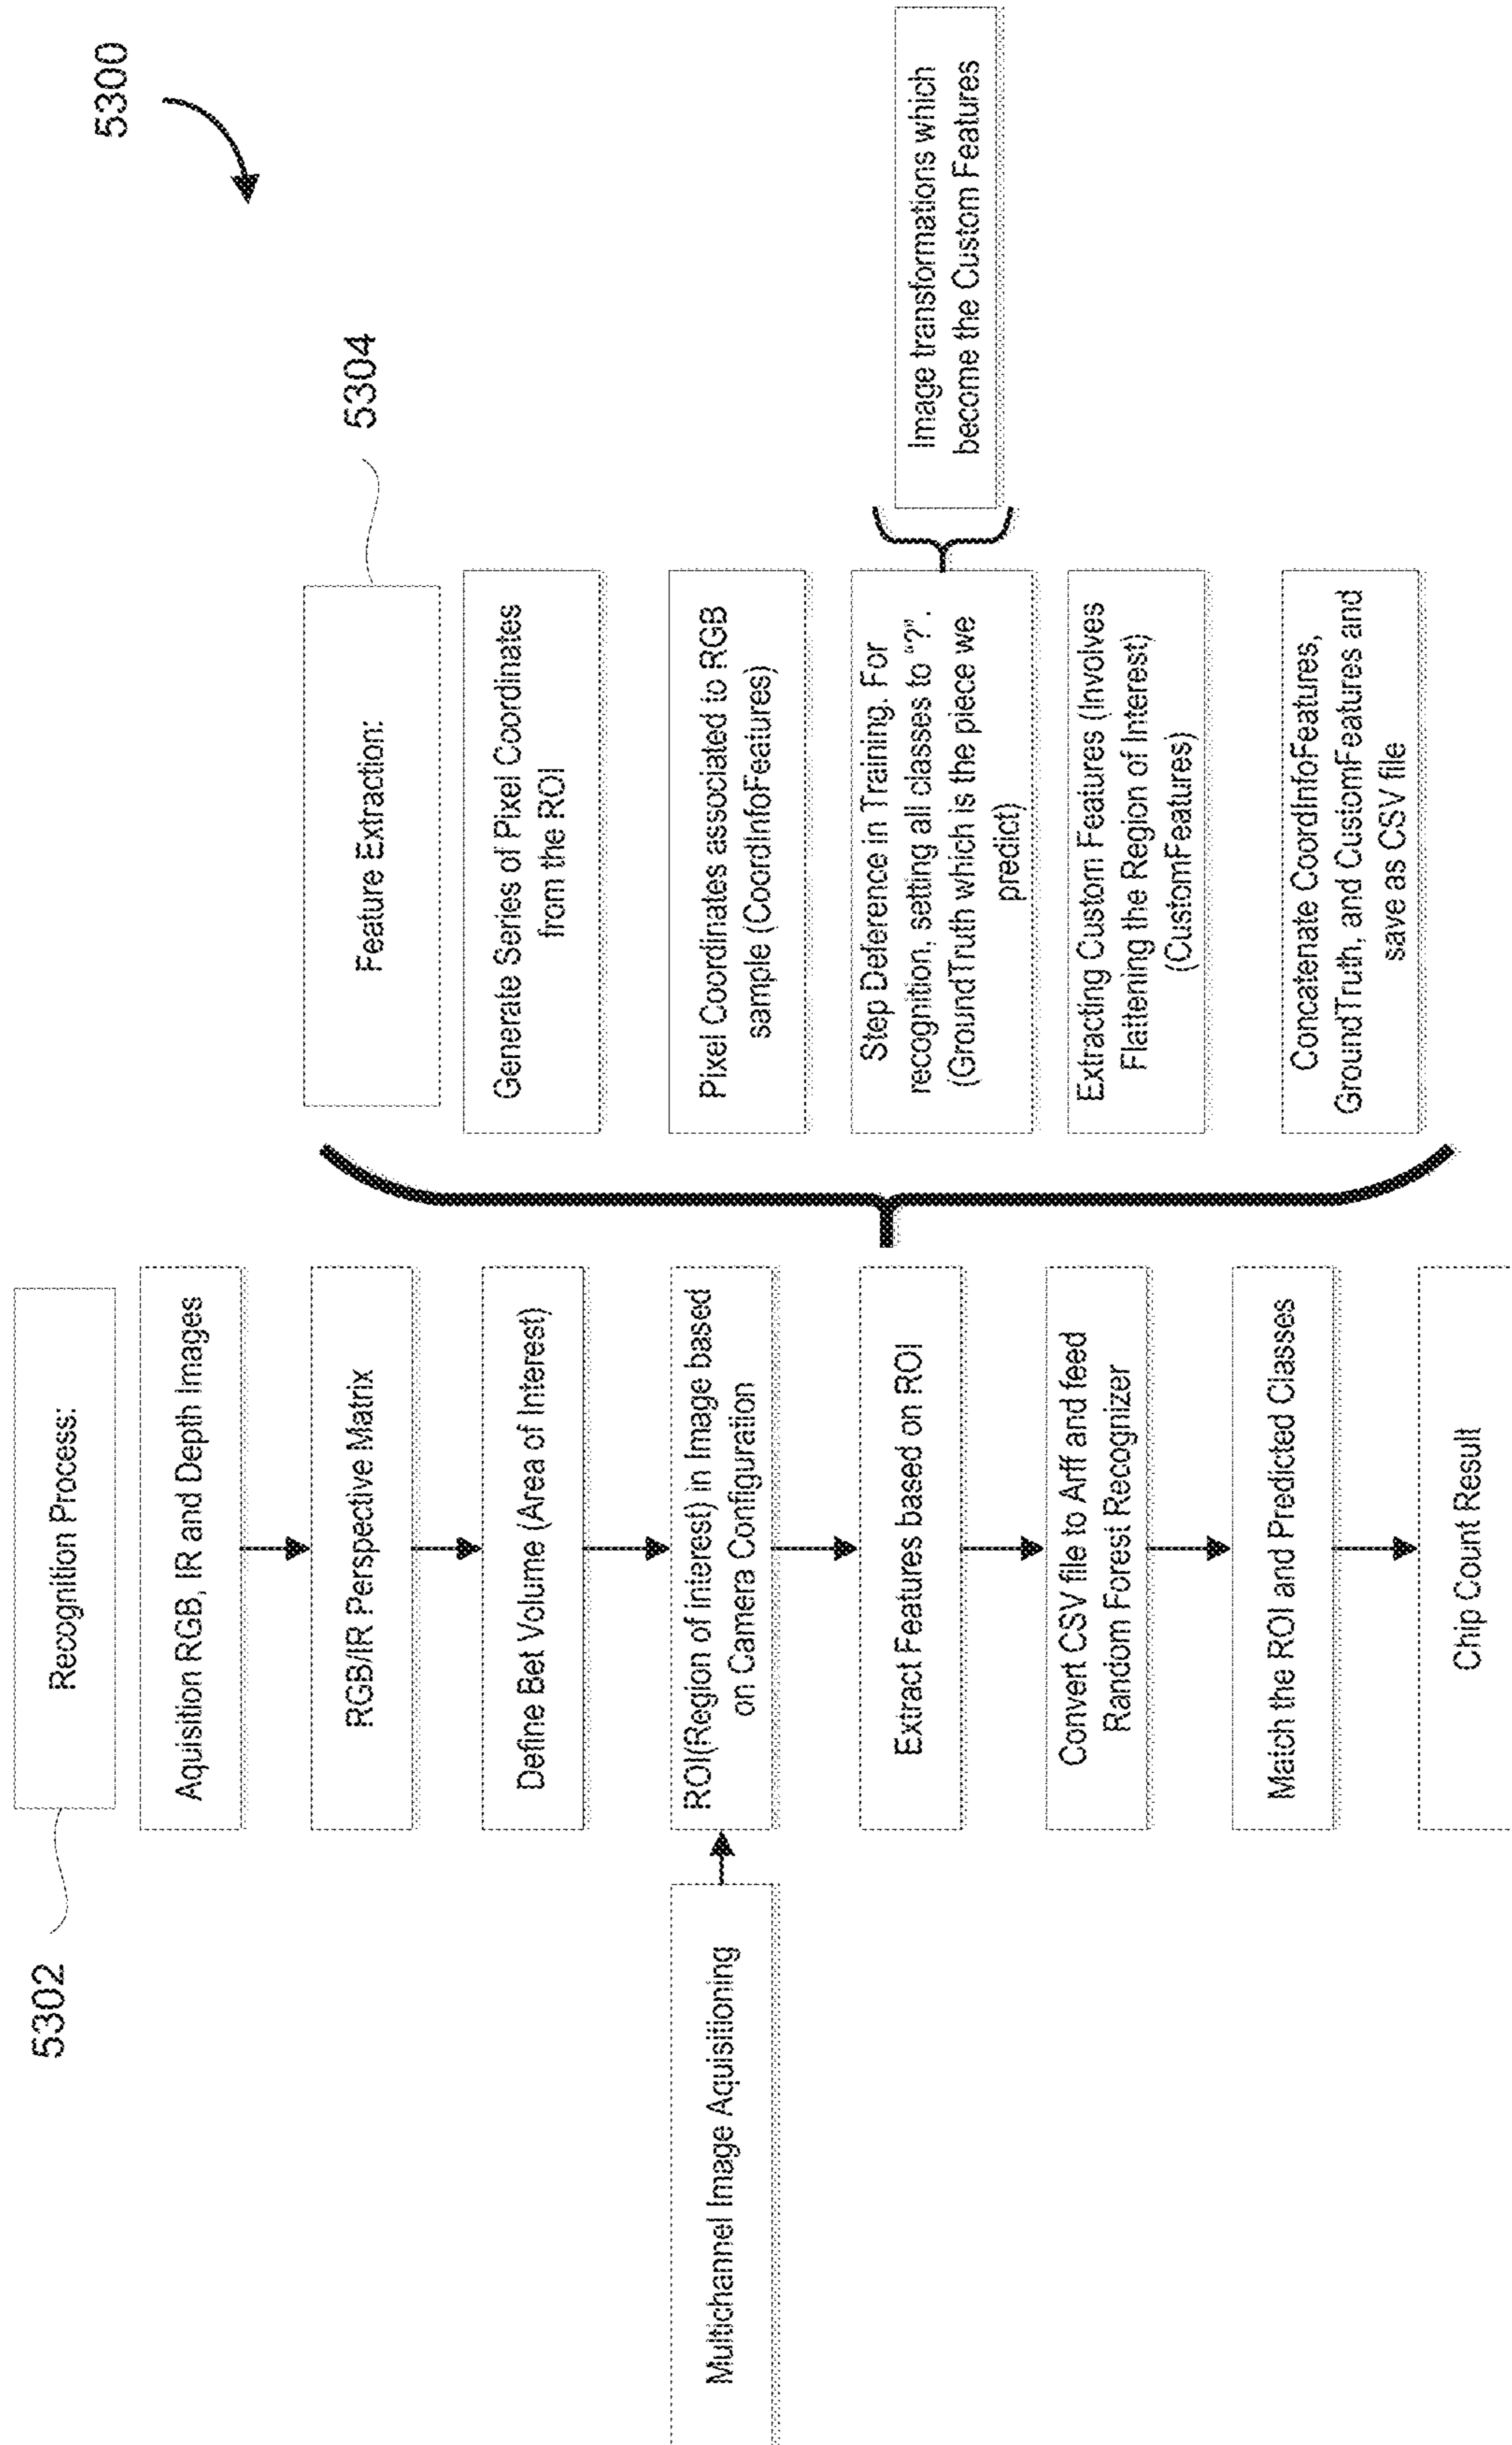 5300
5302
Recognition Process:
Aquisition RGB, IR and Depth Images
RGB/IR Perspective Matrix
Define Bet Volume (Area of Interest)
Multichannel Image Aquisitioning
ROI(Region of interest) in Image based
on Camera Configuration
Extract Features based on ROI
Convert CSV file to Arff and feed
Random Forest Recognizer
Match the ROI and Predicted Classes
Chip Count Result
5304
Feature Extraction:
Generate Series of Pixel Coordinates
from the ROI
Pixel Coordinates associated to RGB
sample (CoordInfoFeatures)
Step Deference in Training. For
recognition, setting all classes to "?".
(GroundTruth which is the piece we
predict)
Extracting Custom Features (Involves
Flattening the Region of Interest)
(CustomFeatures)
Concatenate CoordInfoFeatures,
GroundTruth, and CustomFeatures and
save as CSV file
Image transformations which
become the Custom Features